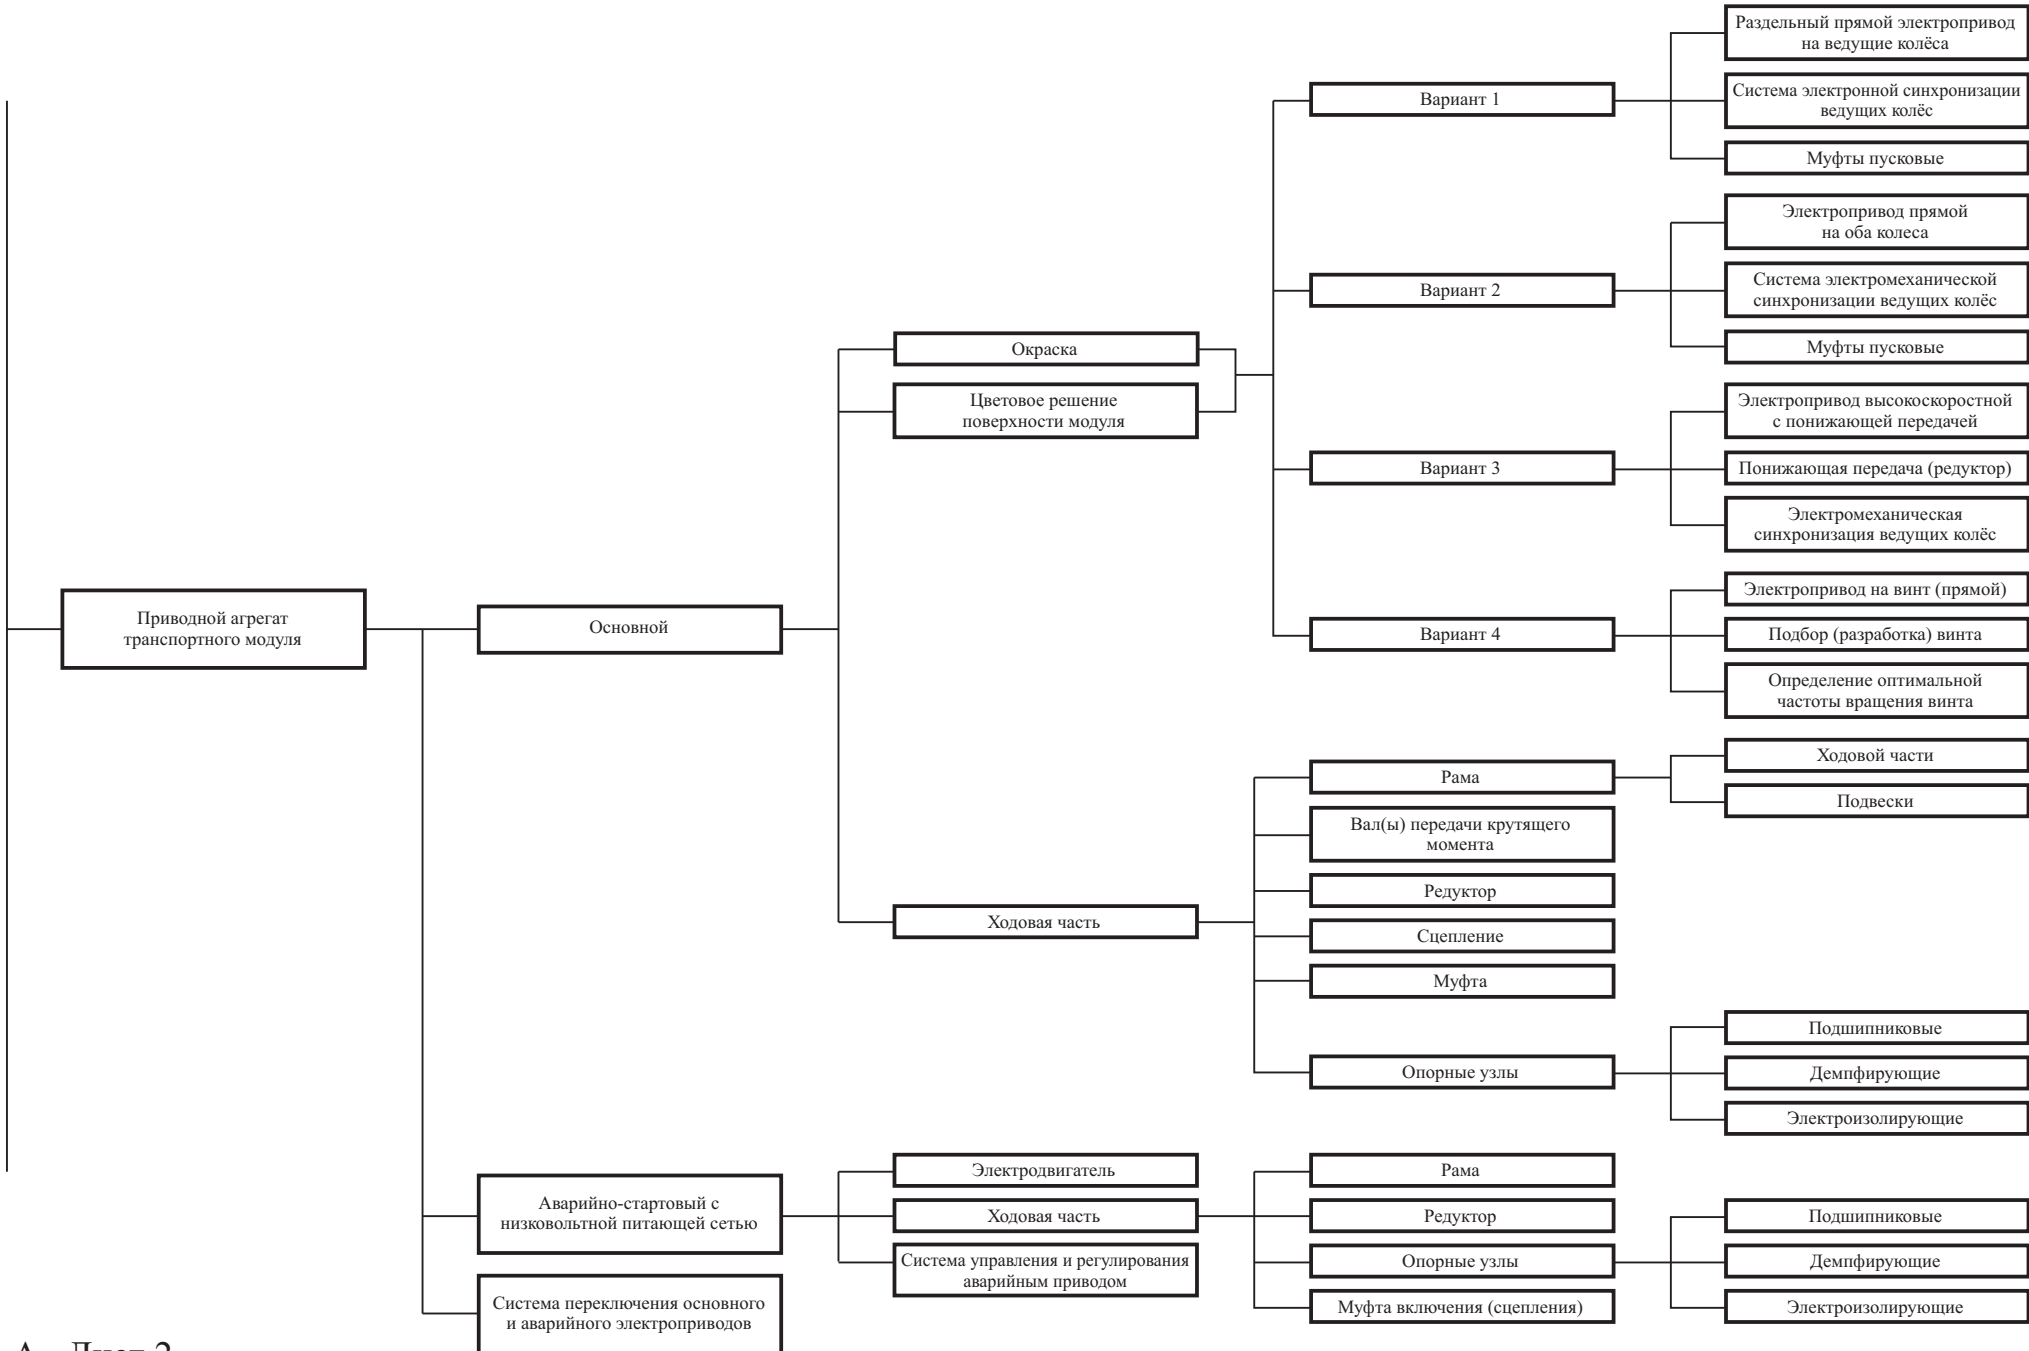 Раздельный прямой электропривод
на ведущие колёса
Вариант 1
Система электронной синхронизации
ведущих колёс
Муфты пусковые
Электропривод прямой
на оба колеса
Вариант 2
Система электромеханической
синхронизации ведущих колёс
Муфты пусковые
Окраска
Цветовое решение
поверхности модуля
Электропривод высокоскоростной
с понижающей передачей
Вариант 3
Понижающая передача (редуктор)
Электромеханическая
синхронизация ведущих колёс
Приводной агрегат
транспортного модуля
Основной
Электропривод на винт (прямой)
Вариант 4
Подбор (разработка) винта
Определение оптимальной
частоты вращения винта
Рама
Ходовой части
Подвески
Вал(ы) передачи крутящего
момента
Редуктор
Ходовая часть
Сцепление
Муфта
Опорные узлы
Подшипниковые
Демпфирующие
Электроизолирующие
Аварийно-стартовый с
низковольтной питающей сетью
Электродвигатель
Ходовая часть
Система управления и регулирования
аварийным приводом
Рама
Редуктор
Опорные узлы
Муфта включения (сцепления)
Подшипниковые
Демпфирующие
Электроизолирующие
Система переключения основного
и аварийного электроприводов
А Лист 2